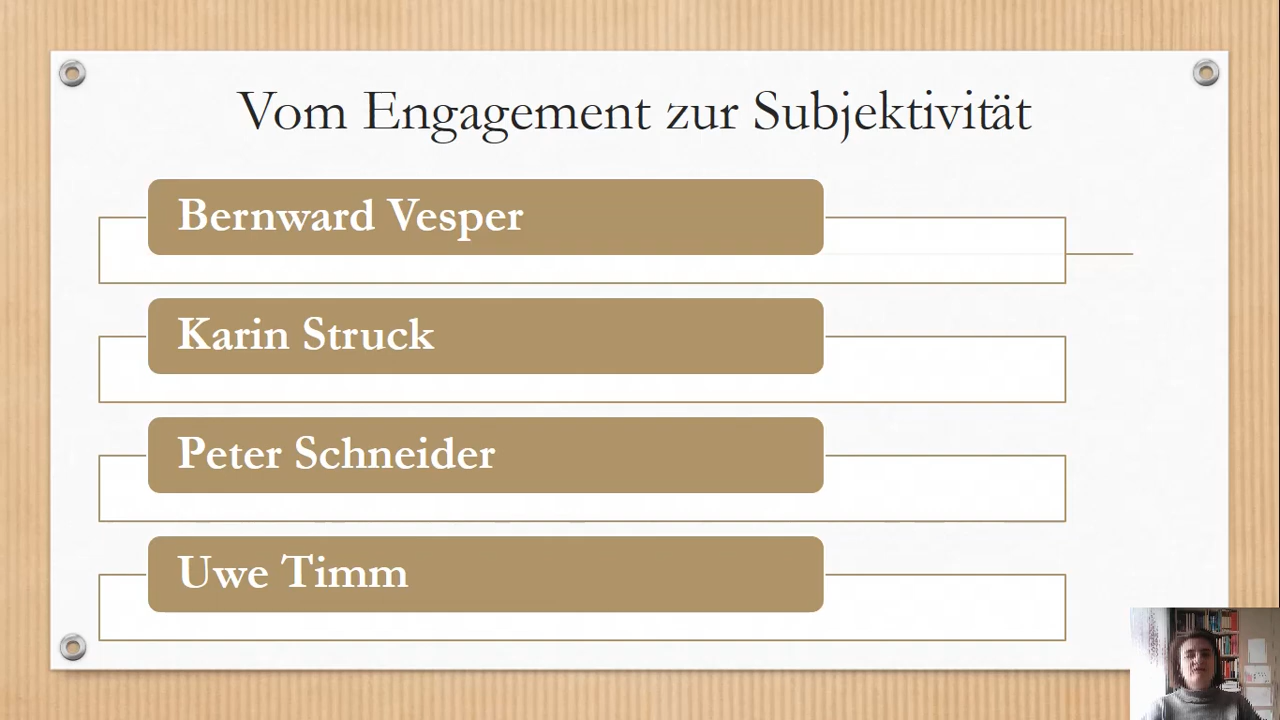 Vom Engagement zur Subjektivität
Bernward Vesper
Karin Struck
Peter Schneider
Uwe Timm